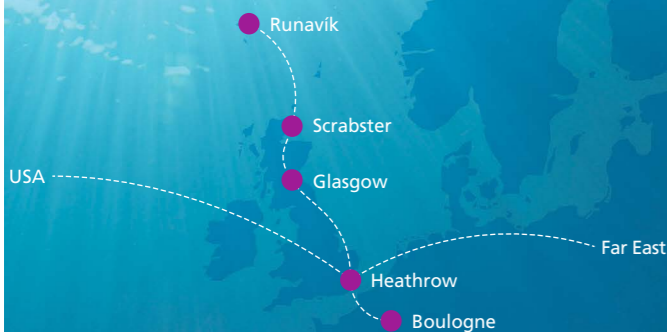 Runavík
Scrabster
USA
Glasgow
Far East
Heathrow
Boulogne